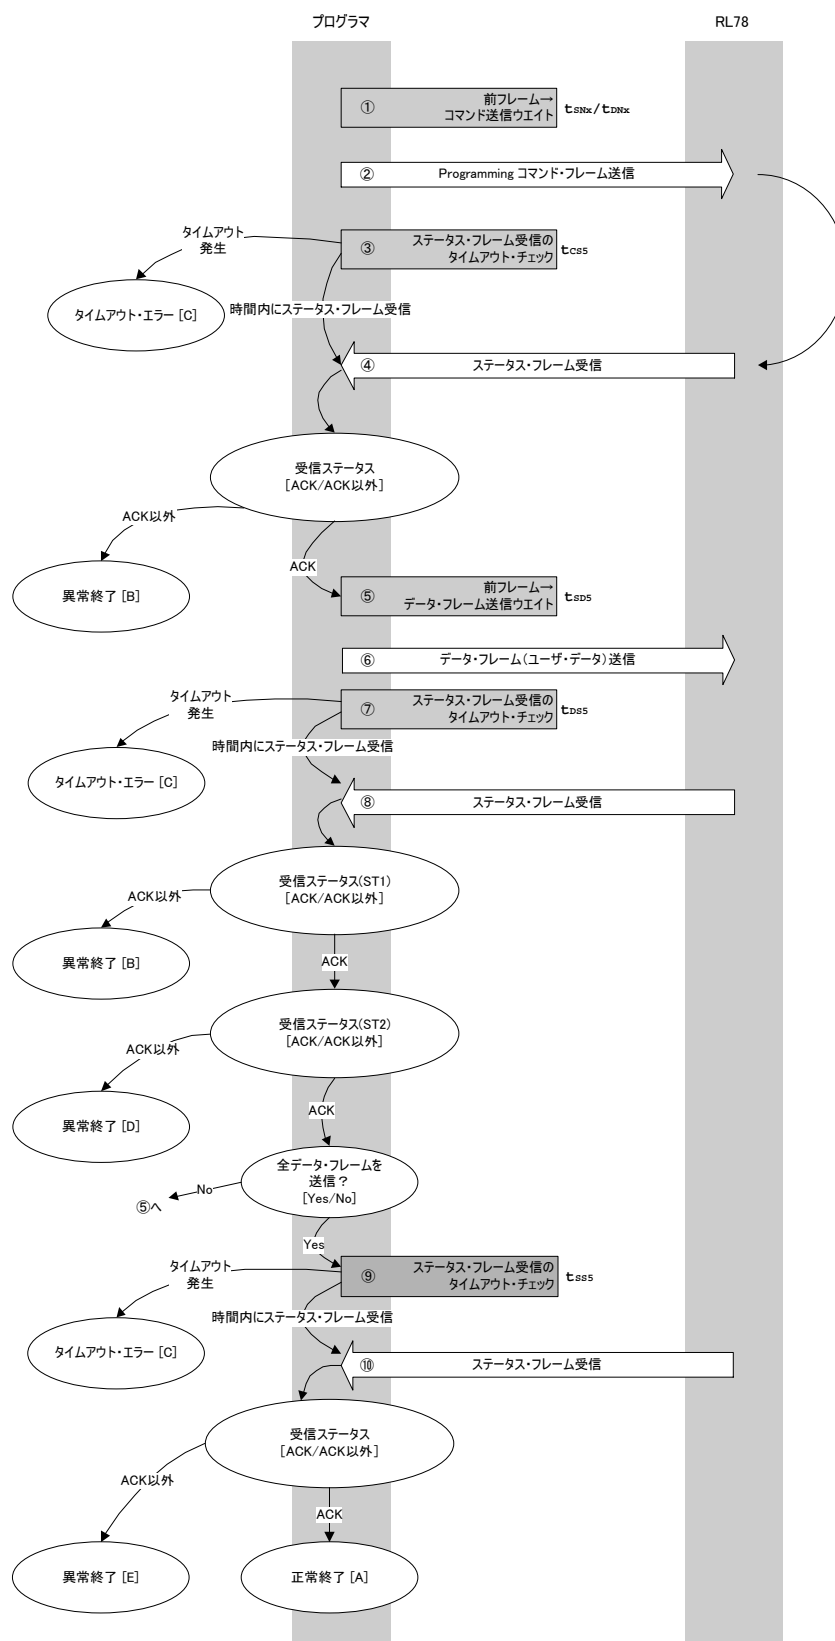 プログラマ
RL78
①
前フレーム→
コマンド送信ウエイト
tSNx/tDNx
②
Programming コマンド・フレーム送信
タイムアウト
発生
③
ステータス・フレーム受信の
タイムアウト・チェック
tCS5
タイムアウト・エラー [C]
時間内にステータス・フレーム受信
④
ステータス・フレーム受信
受信ステータス
[ACK/ACK以外]
ACK以外
ACK
異常終了 [B]
⑤
前フレーム→
データ・フレーム送信ウエイト
tSD5
⑥
データ・フレーム（ユーザ・データ）送信
タイムアウト
発生
⑦
ステータス・フレーム受信の
タイムアウト・チェック
tDS5
時間内にステータス・フレーム受信
タイムアウト・エラー [C]
⑧
ステータス・フレーム受信
受信ステータス(ST1)
[ACK/ACK以外]
ACK以外
異常終了 [B]
ACK
受信ステータス(ST2)
[ACK/ACK以外]
ACK以外
異常終了 [D]
ACK
全データ・フレームを
送信？
[Yes/No]
No
⑤へ
Yes
タイムアウト
発生
⑨
ステータス・フレーム受信の
タイムアウト・チェック
tSS5
時間内にステータス・フレーム受信
タイムアウト・エラー [C]
⑩
ステータス・フレーム受信
受信ステータス
[ACK/ACK以外]
ACK以外
ACK
異常終了 [E]
正常終了 [A]